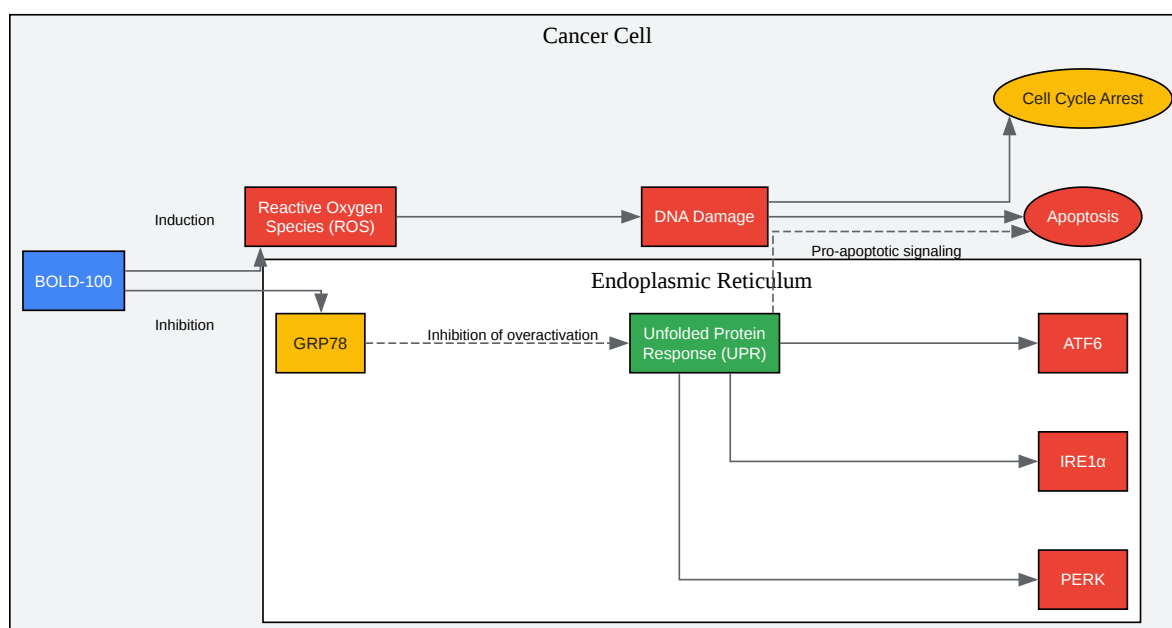 Cancer Cell
Cell Cycle Arrest
Induction
Reactive Oxygen
Species (ROS)
DNA Damage
Apoptosis
Pro-apoptotic signaling
BOLD-100
Endoplasmic Reticulum
Inhibition
GRP78
Inhibition of overactivation
Unfolded Protein
Response (UPR)
ATF6
IRE1α
PERK